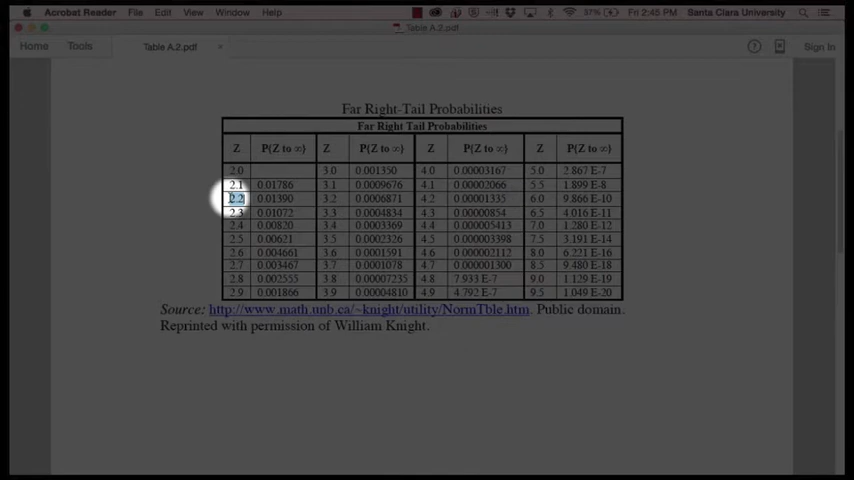 Acrobat Reader File Edit View Window Help 37% Fri 2:45 PM Santa Clara University
Table A.2.pdf
Home Tools Table A.2.pdf × Sign In
Far Right-Tail Probabilities
Far Right Tail Probabilities
Z P{Z to ∞} Z P{Z to ∞} Z P{Z to ∞} Z P{Z to ∞}
2.0 3.0 0.001350 4.0 0.00003167 5.0 2.867 E-7
2.1 0.01786 3.1 0.0009676 4.1 0.00002066 5.5 1.899 E-8
2.2 0.01390 3.2 0.0006871 4.2 0.00001335 6.0 9.866 E-10
2.3 0.01072 3.3 0.0004834 4.3 0.00000854 6.5 4.016 E-11
2.4 0.00820 3.4 0.0003369 4.4 0.000005413 7.0 1.280 E-12
2.5 0.00621 3.5 0.0002326 4.5 0.000003398 7.5 3.191 E-14
2.6 0.004661 3.6 0.0001591 4.6 0.000002112 8.0 6.221 E-16
2.7 0.003467 3.7 0.0001078 4.7 0.000001300 8.5 9.480 E-18
2.8 0.002555 3.8 0.00007235 4.8 7.933 E-7 9.0 1.129 E-19
2.9 0.001866 3.9 0.00004810 4.9 4.792 E-7 9.5 1.049 E-20
Source: http://www.math.unb.ca/~knight/utility/NormTble.htm. Public domain.
Reprinted with permission of William Knight.